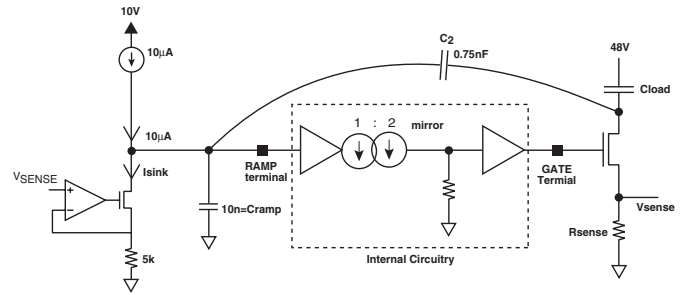 10V
10µA
C2
0.75nF
48V
Cload
1 : 2
mirror
10µA
Isink
RAMP
terminal
GATE
Termial
VSENSE
+
−
10n=Cramp
Vsense
Rsense
5k
Internal Circuitry